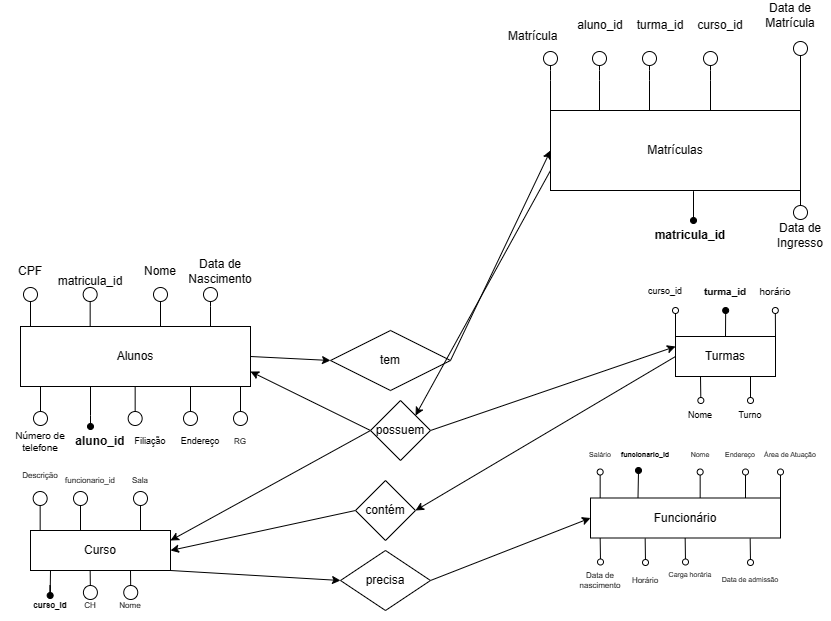 Data de
Matrícula
Matrícula
aluno_id
turma_id
curso_id
Matrículas
matricula_id
Data de
Ingresso
CPF
matricula_id
Nome
Data de
Nascimento
Alunos
Número de
telefone
aluno_id
Filiação
Endereço
RG
tem
possuem
contém
precisa
curso_id
turma_id
horário
Turmas
Nome
Turno
Descrição
funcionario_id
Sala
Curso
curso_id
CH
Nome
Salário
funcionario_id
Nome
Endereço
Área de Atuação
Funcionário
Data de
nascimento
Horário
Carga horária
Data de admissão